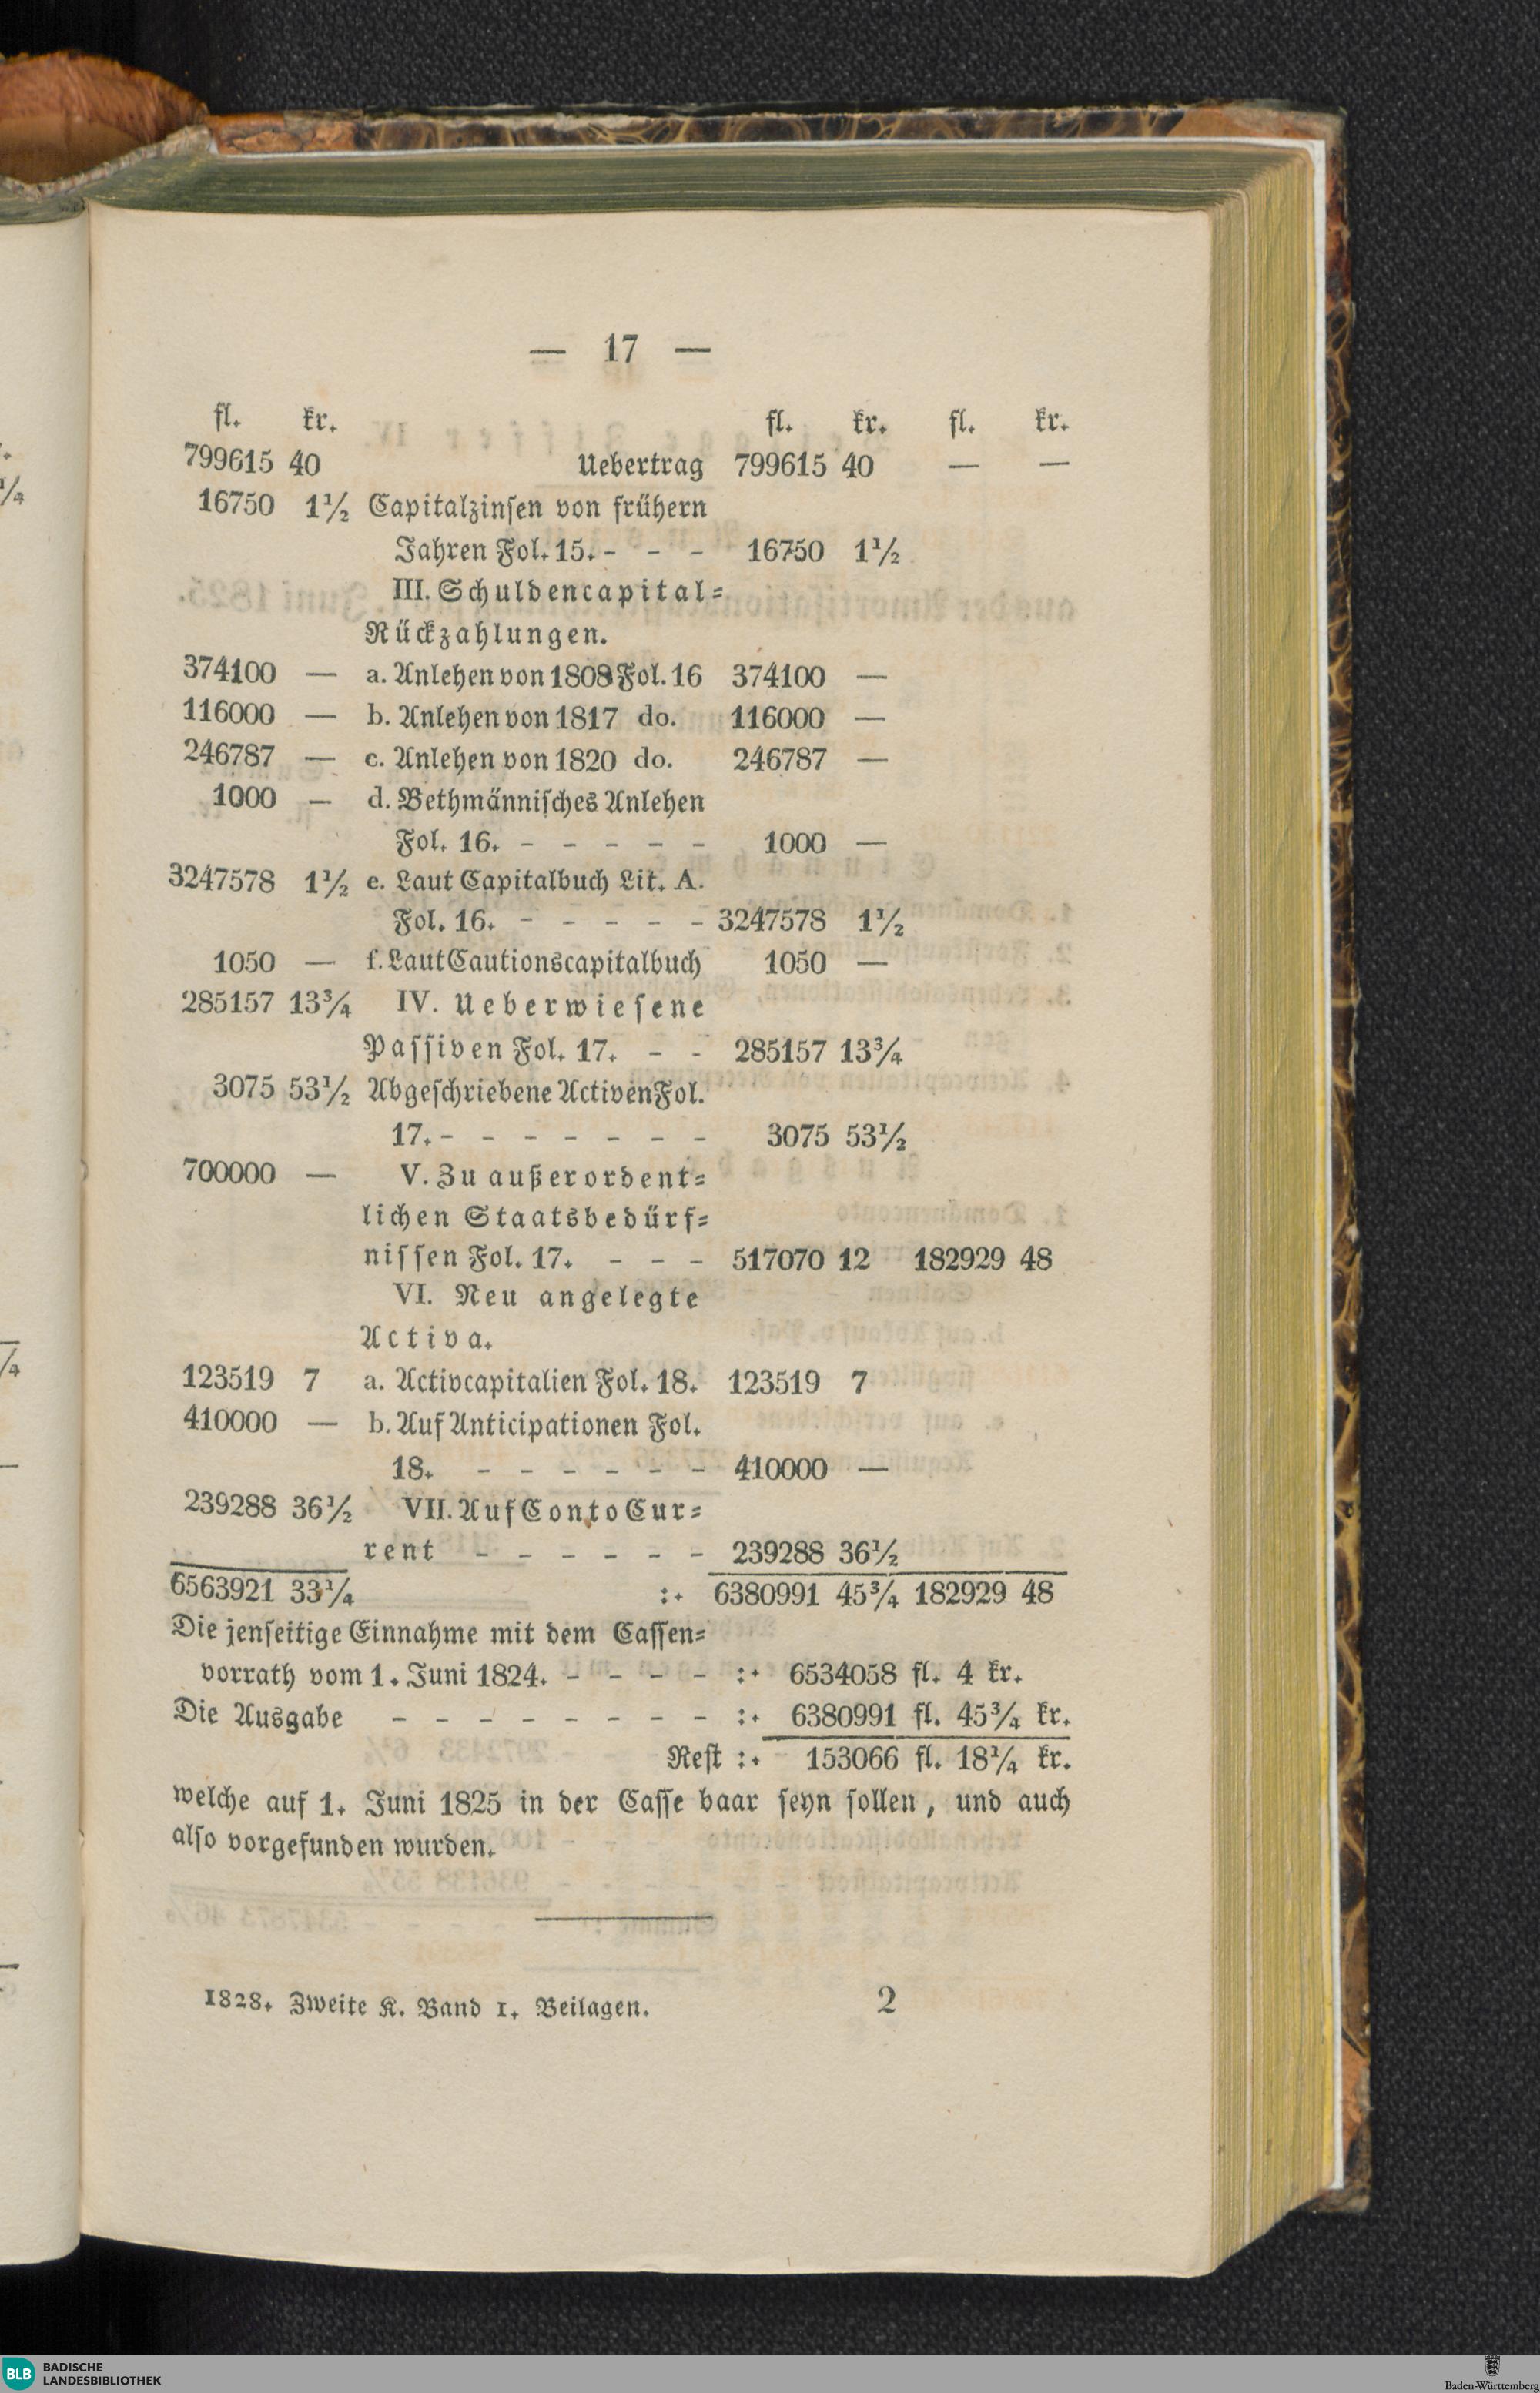 — 17 —
fl. kr. fl. kr. fl. kr.
799615 40 Uebertrag 799615 40 — —
16750 1½ Capitalzinsen von frühern
Jahren Fol. 15. - - - 16750 1½
III. Schuldencapital=
Rückzahlungen.
374100 — a. Anlehen von 1808 Fol. 16 374100 —
116000 — b. Anlehen von 1817 do. 116000 —
246787 — c. Anlehen von 1820 do. 246787 —
1000 — d. Bethmännisches Anlehen
Fol. 16. - - - - - 1000 —
3247578 1½ e. Laut Capitalbuch Lit. A.
Fol. 16. - - - - - 3247578 1½
1050 — f. Laut Cautionscapitalbuch 1050 —
285157 13¾ IV. Ueberwiesene
Passiven Fol. 17. - - 285157 13¾
3075 53½ Abgeschriebene Activen Fol.
17. - - - - - - - 3075 53½
700000 — V. Zu außerordent=
lichen Staatsbedürf=
nissen Fol. 17. - - - 517070 12 182929 48
VI. Neu angelegte
Activa.
123519 7 a. Activcapitalien Fol. 18. 123519 7
410000 — b. Auf Anticipationen Fol.
18. - - - - - - 410000 —
239288 36½ VII. Auf Conto Cur=
rent - - - - - - 239288 36½
6563921 33¼ :. 6380991 45¾ 182929 48
Die jenseitige Einnahme mit dem Cassen=
vorrath vom 1. Juni 1824. - - - - :. 6534058 fl. 4 kr.
Die Ausgabe - - - - - - - - :. 6380991 fl. 45¾ kr.
Rest :. 153066 fl. 18¼ kr.
welche auf 1. Juni 1825 in der Casse baar seyn sollen, und auch
also vorgefunden wurden.
1828. Zweite K. Band 1. Beilagen. 2
BLB BADISCHE
LANDESBIBLIOTHEK
Baden-Württemberg